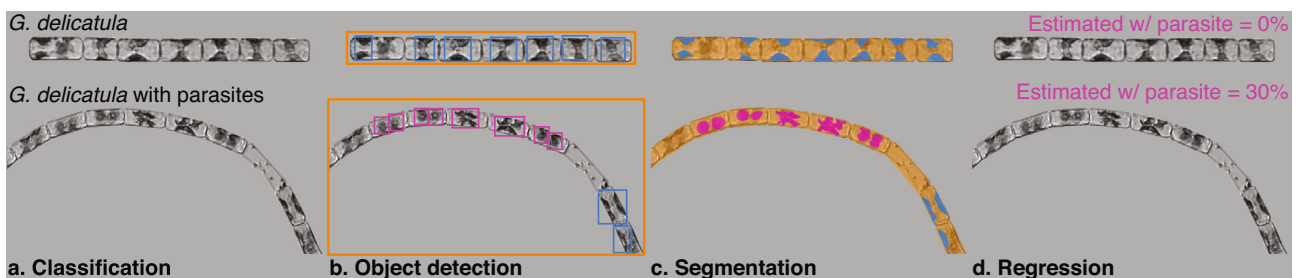 G. delicatula
Estimated w/ parasite = 0%
G. delicatula with parasites
Estimated w/ parasite = 30%
a. Classification
b. Object detection
c. Segmentation
d. Regression